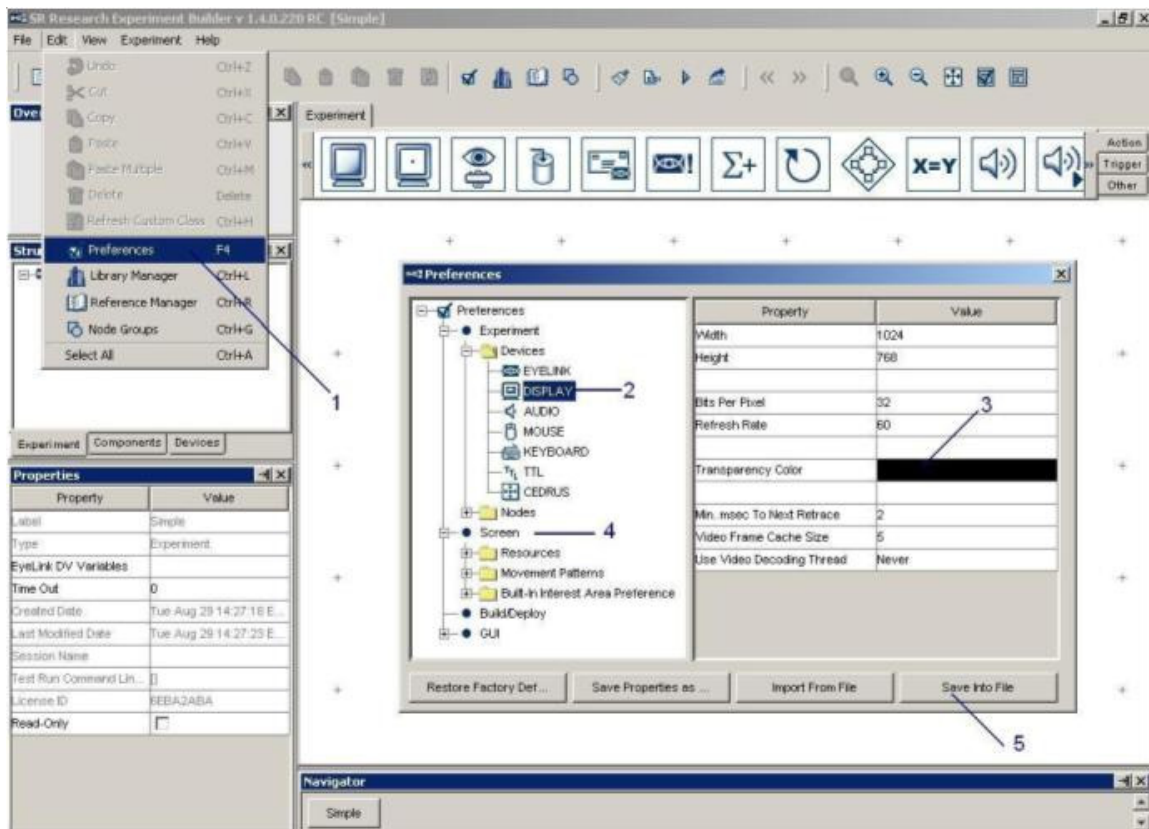 SR Research Experiment Builder v 1.4.0.220 RC [Simple]
File Edit View Experiment Help
Undo Ctrl+Z
Cut Ctrl+X
Copy Ctrl+C
Paste Ctrl+V
Paste Multiple Ctrl+M
Delete Delete
Refresh Custom Class Ctrl+H
Preferences F4
Library Manager Ctrl+L
Reference Manager Ctrl+R
Node Groups Ctrl+G
Select All Ctrl+A
1
Over
Stru
Experiment Components Devices
Properties
Property Value
Label Simple
Type Experiment
EyeLink DV Variables
Time Out 0
Created Date Tue Aug 29 14:27:18 E...
Last Modified Date Tue Aug 29 14:27:23 E...
Session Name
Test Run Command Lin... []
License ID 6EBA2ABA
Read-Only
Experiment
Σ+ X=Y
Action
Trigger
Other
Preferences
Preferences
Experiment
Devices
EYELINK
DISPLAY 2
AUDIO
MOUSE
KEYBOARD
TTL
CEDRUS
Nodes
Screen 4
Resources
Movement Patterns
Built-In Interest Area Preference
Build/Deploy
GUI
Property Value
Width 1024
Height 768
Bits Per Pixel 32
3
Refresh Rate 60
Transparency Color
Min. msec To Next Retrace 2
Video Frame Cache Size 5
Use Video Decoding Thread Never
Restore Factory Def... Save Properties as ... Import From File Save Into File
5
Navigator
Simple